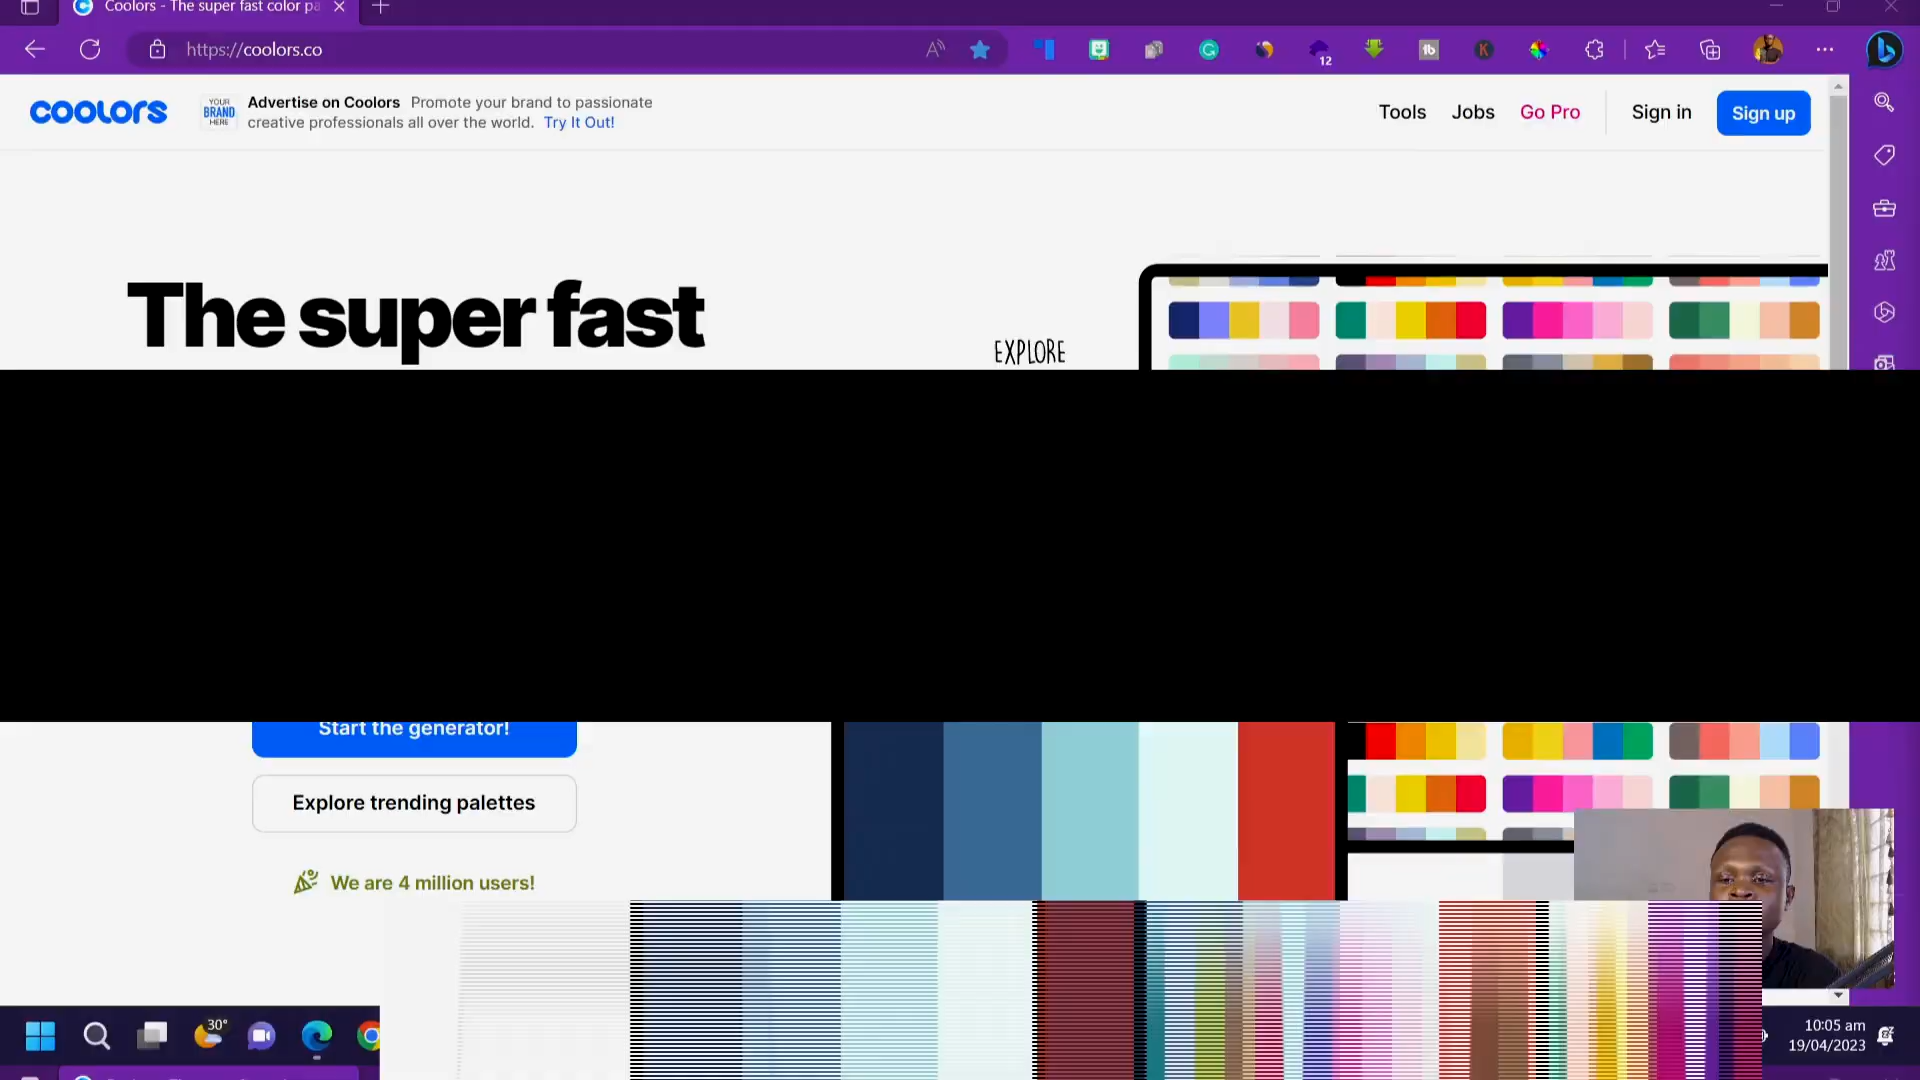 Coolors - The super fast color pa
https://coolors.co
12
coolors
YOUR
BRAND
HERE
Advertise on Coolors Promote your brand to passionate
creative professionals all over the world. Try It Out!
Tools Jobs Go Pro Sign in Sign up
The super fast
EXPLORE
Start the generator!
Explore trending palettes
We are 4 million users!
30°
10:05 am
19/04/2023